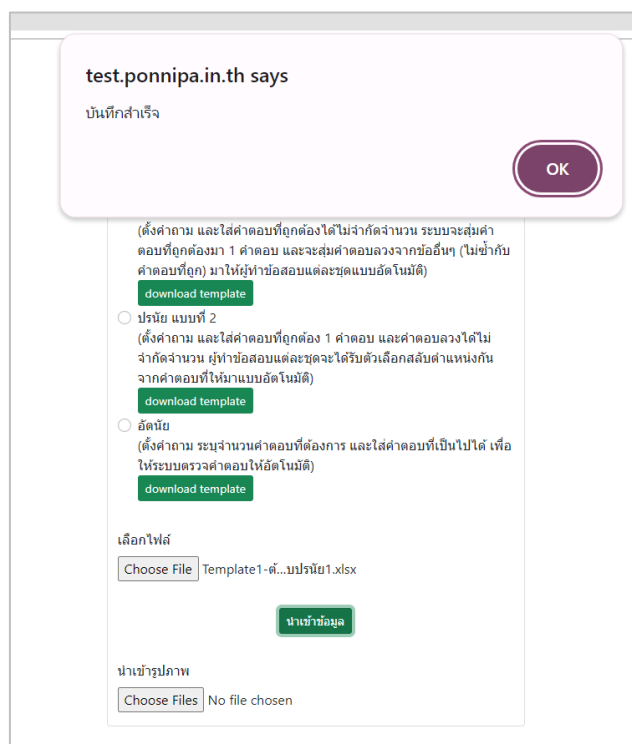 test.ponnipa.in.th says
บันทึกสำเร็จ
OK
(ตั้งคำถาม และใส่คำตอบที่ถูกต้องได้ไม่จำกัดจำนวน ระบบจะสุ่มคำ
ตอบที่ถูกต้องมา 1 คำตอบ และจะสุ่มคำตอบลวงจากข้ออื่นๆ (ไม่ซ้ำกับ
คำตอบที่ถูก) มาให้ผู้ทำข้อสอบแต่ละชุดแบบอัตโนมัติ)
download template
ปรนัย แบบที่ 2
(ตั้งคำถาม และใส่คำตอบที่ถูกต้อง 1 คำตอบ และคำตอบลวงได้ไม่
จำกัดจำนวน ผู้ทำข้อสอบแต่ละชุดจะได้รับตัวเลือกสลับตำแหน่งกัน
จากคำตอบที่ให้มาแบบอัตโนมัติ)
download template
อัตนัย
(ตั้งคำถาม ระบุจำนวนคำตอบที่ต้องการ และใส่คำตอบที่เป็นไปได้ เพื่อ
ให้ระบบตรวจคำตอบให้อัตโนมัติ)
download template
เลือกไฟล์
Choose File Template1-ตั...บปรนัย1.xlsx
นำเข้าข้อมูล
นำเข้ารูปภาพ
Choose Files No file chosen